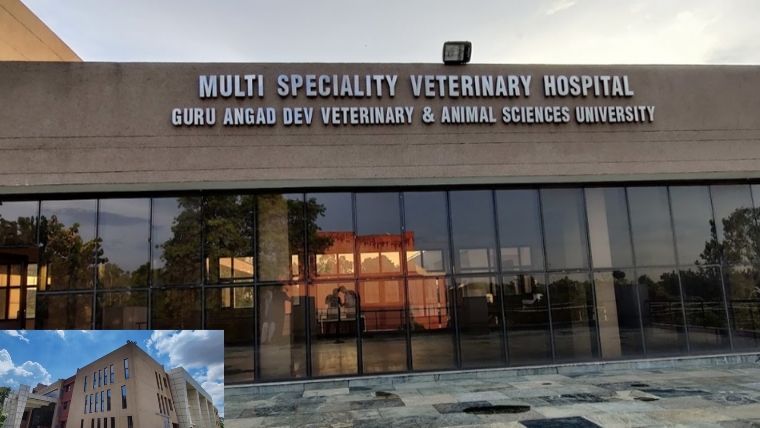 MULTI SPECIALITY VETERINARY HOSPITAL
GURU ANGAD DEV VETERINARY & ANIMAL SCIENCES UNIVERSITY